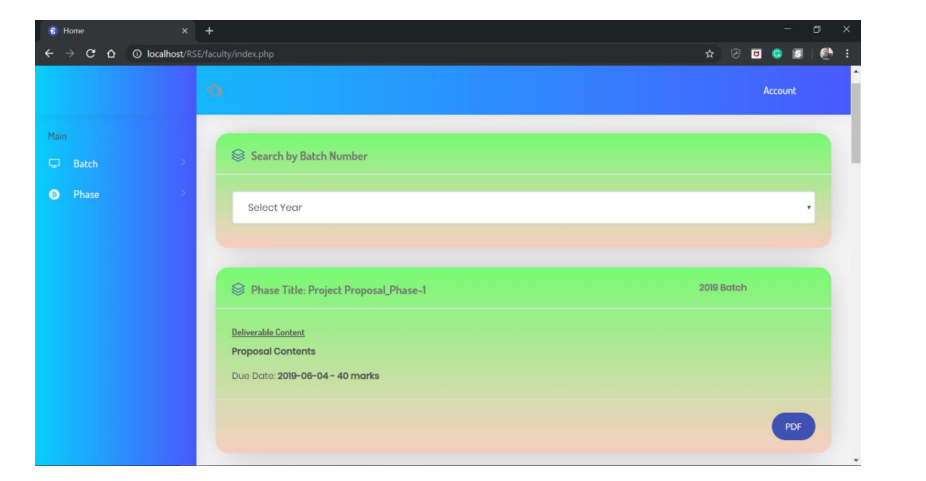 Home
localhost/RSE/faculty/index.php
Account
Main
Batch
Phase
Search by Batch Number
Select Year
Phase Title: Project Proposal_Phase-1
2019 Batch
Deliverable Content
Proposal Contents
Due Date: 2019-06-04 - 40 marks
PDF